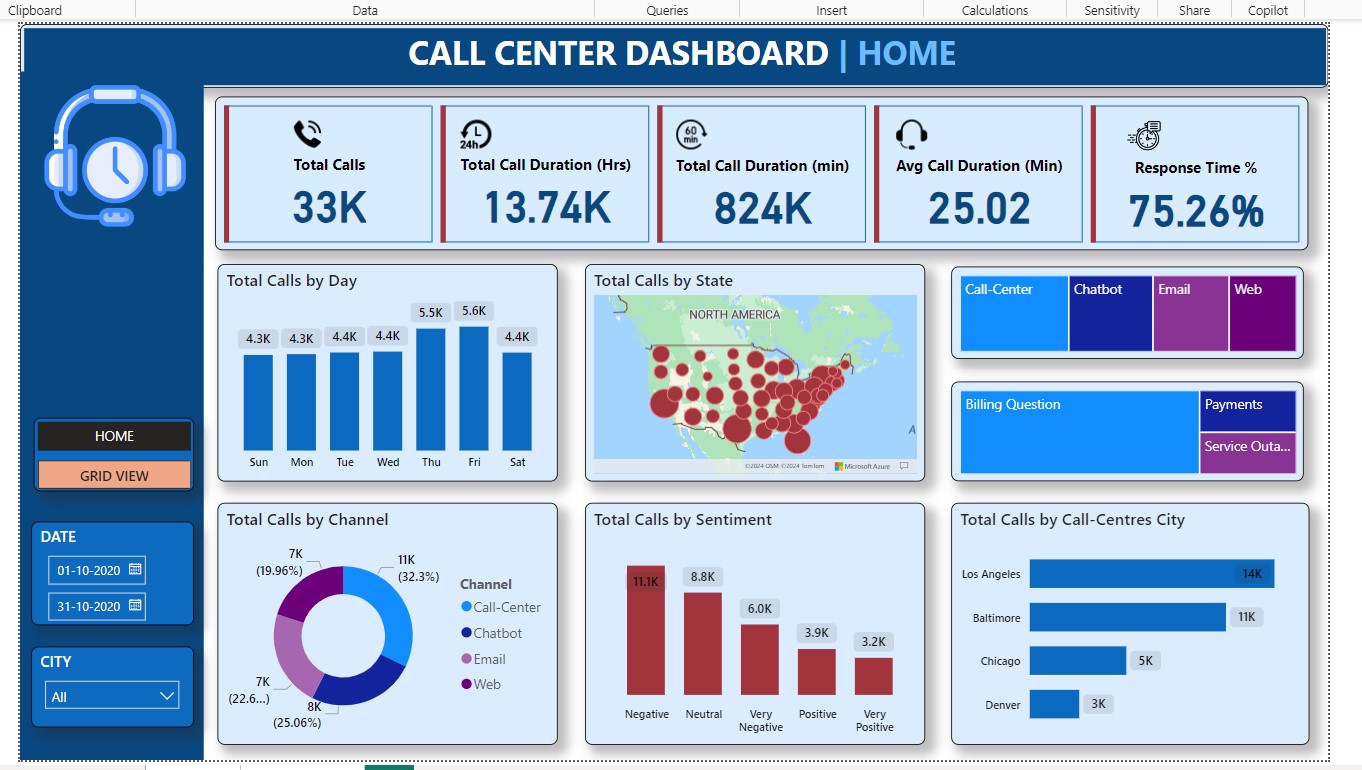 Clipboard
Data
Queries
Insert
Calculations
Sensitivity
Share
Copilot
CALL CENTER DASHBOARD | HOME
Total Calls
33K
24h
Total Call Duration (Hrs)
13.74K
60 min
Total Call Duration (min)
824K
Avg Call Duration (Min)
25.02
Response Time %
75.26%
HOME
GRID VIEW
DATE
01-10-2020
31-10-2020
CITY
All
Total Calls by Day
4.3K 4.3K 4.4K 4.4K 5.5K 5.6K 4.4K
Sun Mon Tue Wed Thu Fri Sat
Total Calls by State
NORTH AMERICA
A
©2024 OSM ©2024 TomTom Microsoft Azure
Call-Center Chatbot Email Web
Billing Question
Payments
Service Outa...
Total Calls by Channel
11K
(32.3%)
8K
(25.06%)
7K
(22.6...)
7K
(19.96%)
Channel
Call-Center
Chatbot
Email
Web
Total Calls by Sentiment
11.1K 8.8K 6.0K 3.9K 3.2K
Negative
Neutral
Very
Negative
Positive
Very
Positive
Total Calls by Call-Centres City
Los Angeles 14K
Baltimore 11K
Chicago 5K
Denver 3K